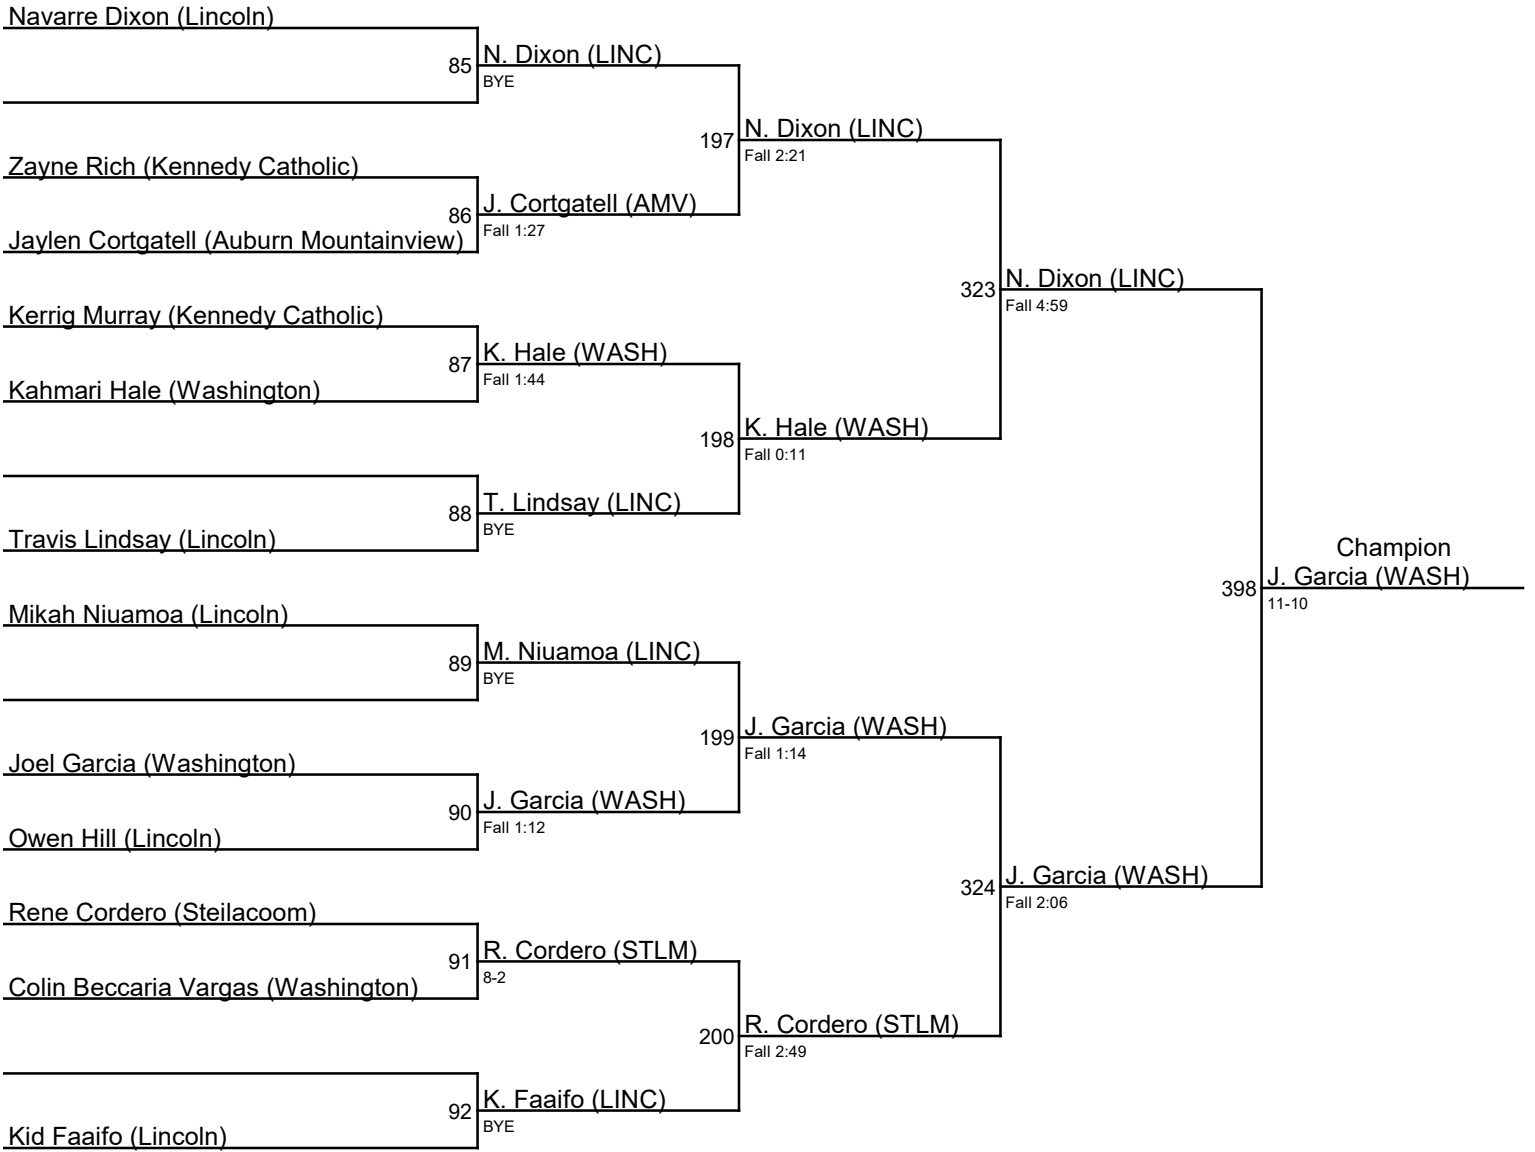 Navarre Dixon (Lincoln)
85
N. Dixon (LINC)
BYE
197
N. Dixon (LINC)
Fall 2:21
Zayne Rich (Kennedy Catholic)
86
J. Cortgatell (AMV)
Fall 1:27
Jaylen Cortgatell (Auburn Mountainview)
323
N. Dixon (LINC)
Fall 4:59
Kerrig Murray (Kennedy Catholic)
87
K. Hale (WASH)
Fall 1:44
Kahmari Hale (Washington)
198
K. Hale (WASH)
Fall 0:11
88
T. Lindsay (LINC)
BYE
Travis Lindsay (Lincoln)
Champion
398
J. Garcia (WASH)
11-10
Mikah Niuamoa (Lincoln)
89
M. Niuamoa (LINC)
BYE
199
J. Garcia (WASH)
Fall 1:14
Joel Garcia (Washington)
90
J. Garcia (WASH)
Fall 1:12
Owen Hill (Lincoln)
324
J. Garcia (WASH)
Fall 2:06
Rene Cordero (Steilacoom)
91
R. Cordero (STLM)
8-2
Colin Beccaria Vargas (Washington)
200
R. Cordero (STLM)
Fall 2:49
92
K. Faaifo (LINC)
BYE
Kid Faaifo (Lincoln)